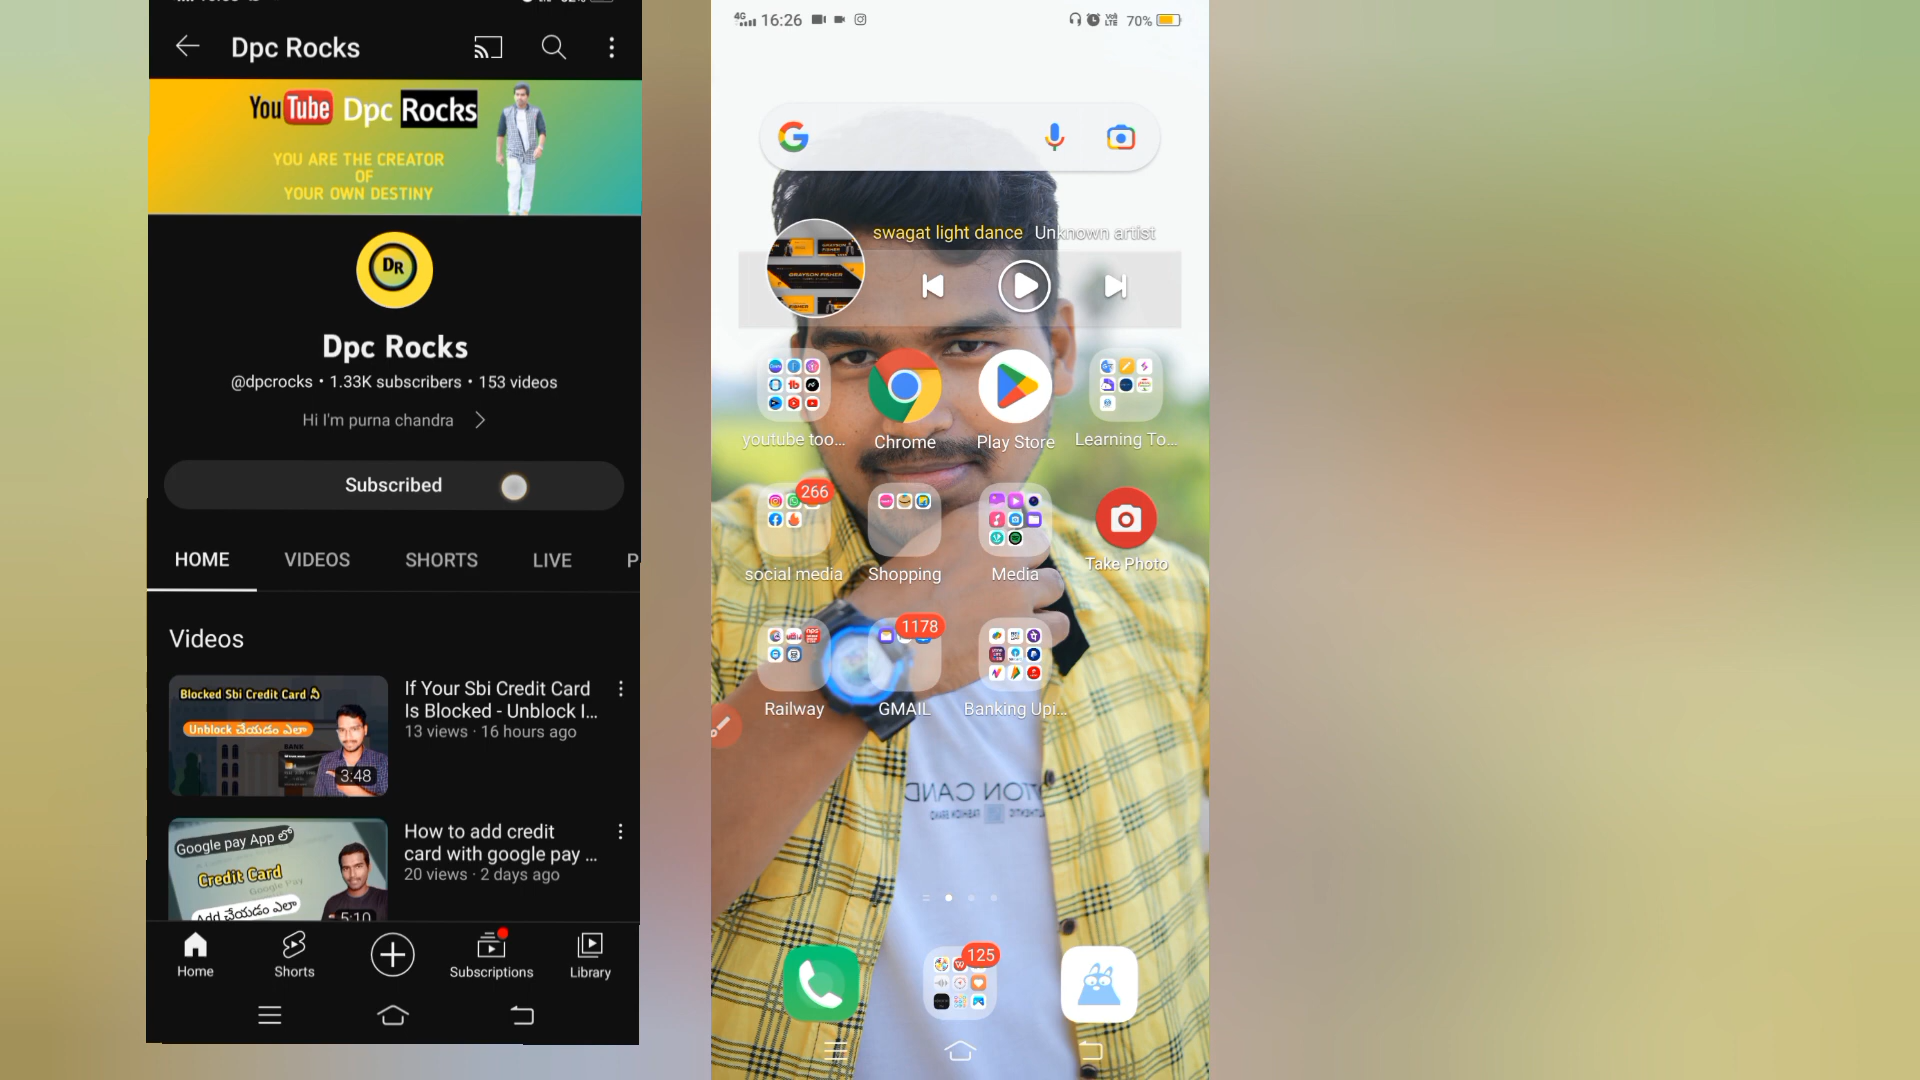 Dpc Rocks
YouTube Dpc Rocks
YOU ARE THE CREATOR
OF
YOUR OWN DESTINY
DR
Dpc Rocks
@dpcrocks • 1.33K subscribers • 153 videos
Hi I'm purna chandra
Subscribed
HOME VIDEOS SHORTS LIVE P
Videos
Blocked Sbi Credit Card ని
Unblock చేయడం ఎలా
BANK
3:48
If Your Sbi Credit Card
Is Blocked - Unblock I...
13 views · 16 hours ago
Google pay App లో
Credit Card
Google Pay
Add చేయడం ఎలా
5:10
How to add credit
card with google pay ...
20 views · 2 days ago
Home Shorts Subscriptions Library
4G 16:26 VoLTE 70%
swagat light dance Unknown artist
GRAYSON FISHER
youtube too... Chrome Play Store Learning To...
266
social media Shopping Media Take Photo
1178
Railway GMAIL Banking Upi...
125